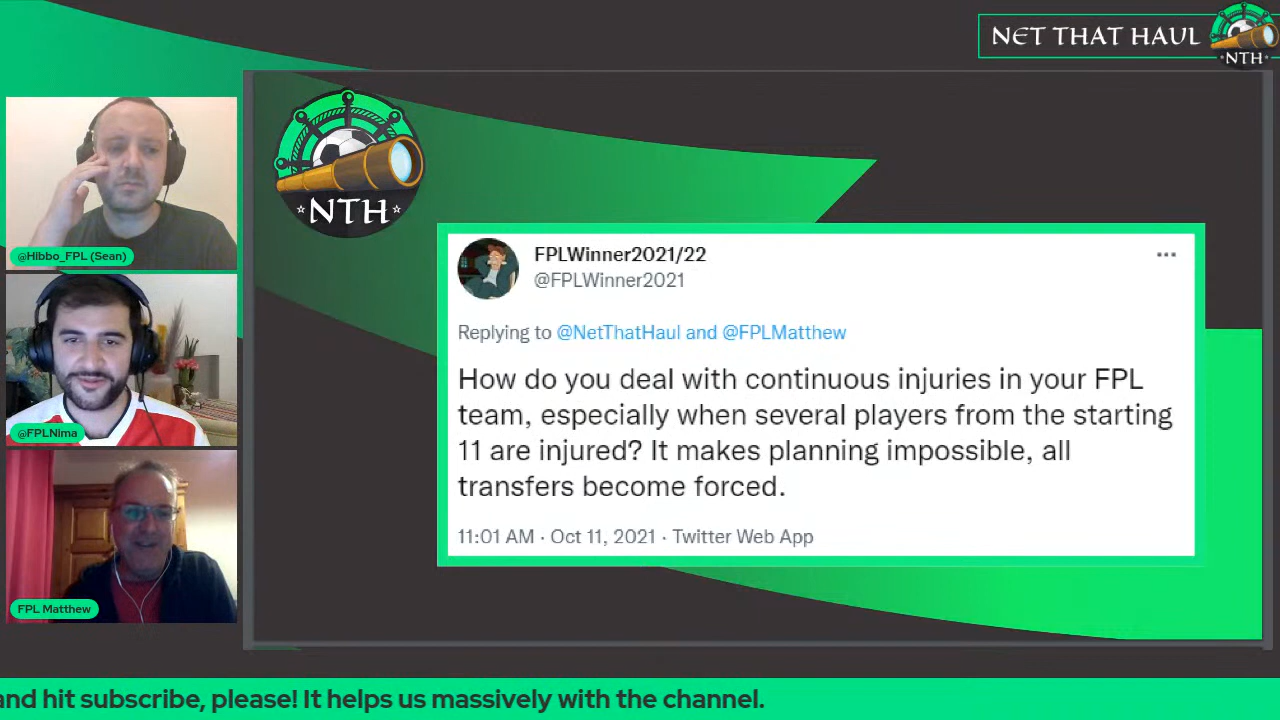 NET THAT HAUL
NTH
NTH
@Hibbo_FPL (Sean)
@FPLNima
FPL Matthew
FPLWinner2021/22
@FPLWinner2021
Replying to @NetThatHaul and @FPLMatthew
How do you deal with continuous injuries in your FPL
team, especially when several players from the starting
11 are injured? It makes planning impossible, all
transfers become forced.
11:01 AM · Oct 11, 2021 · Twitter Web App
and hit subscribe, please! It helps us massively with the channel.